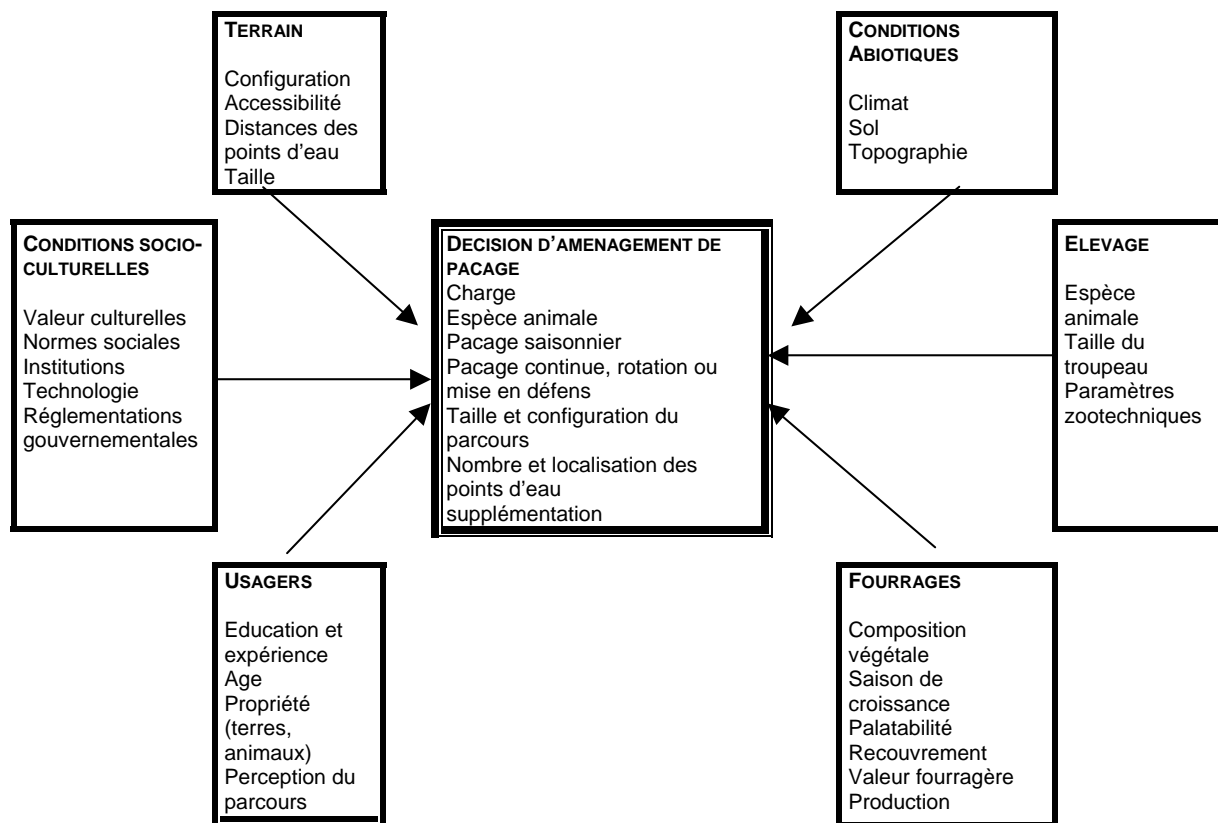 TERRAIN
Configuration
Accessibilité
Distances des
points d'eau
Taille
CONDITIONS
ABIOTIQUES
Climat
Sol
Topographie
CONDITIONS SOCIO-
CULTURELLES
Valeur culturelles
Normes sociales
Institutions
Technologie
Réglementations
gouvernementales
DECISION D'AMENAGEMENT DE
PACAGE
Charge
Espèce animale
Pacage saisonnier
Pacage continue, rotation ou
mise en défens
Taille et configuration du
parcours
Nombre et localisation des
points d'eau
supplémentation
ELEVAGE
Espèce
animale
Taille du
troupeau
Paramètres
zootechniques
USAGERS
Education et
expérience
Age
Propriété
(terres,
animaux)
Perception du
parcours
FOURRAGES
Composition
végétale
Saison de
croissance
Palatabilité
Recouvrement
Valeur fourragère
Production